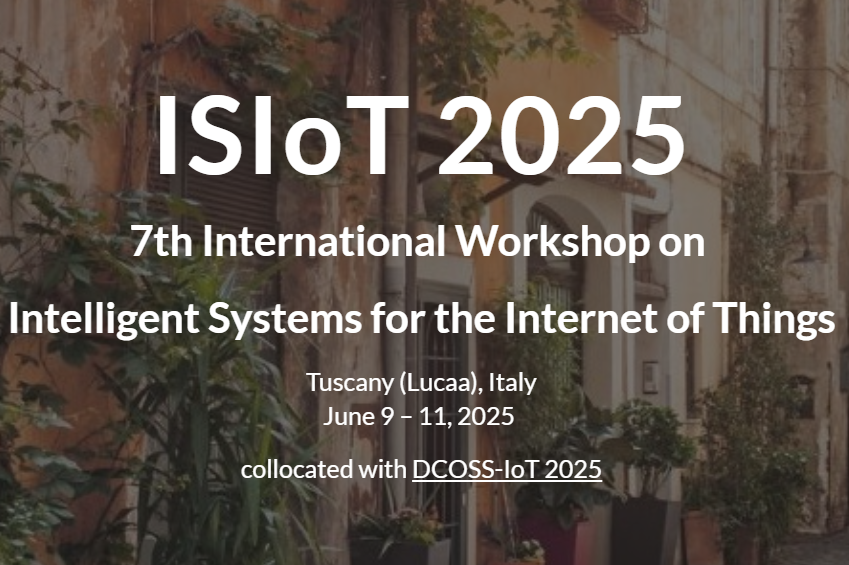 ISIoT 2025
7th International Workshop on
Intelligent Systems for the Internet of Things
Tuscany (Lucaa), Italy
June 9 – 11, 2025
collocated with DCOSS-IoT 2025